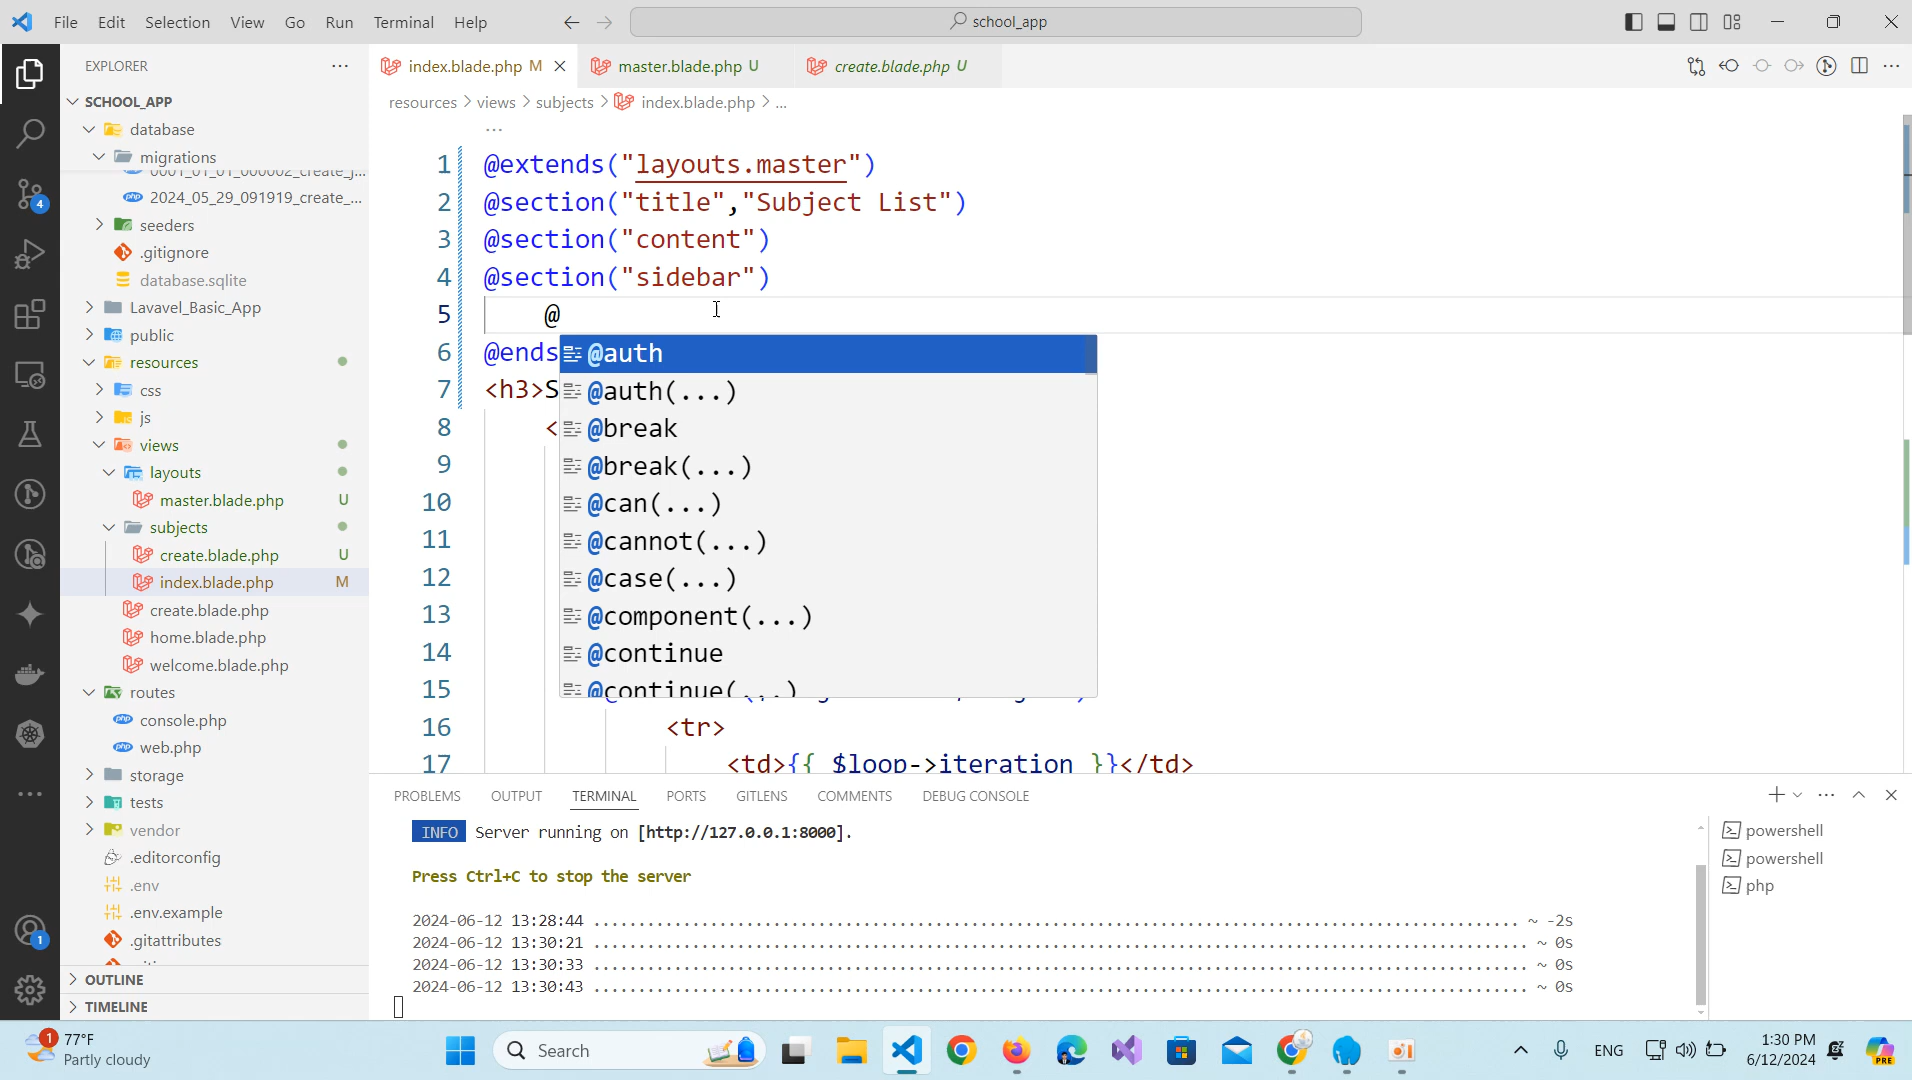 File Edit Selection View Go Run Terminal Help
school_app
EXPLORER
index.blade.php M
master.blade.php U
create.blade.php U
resources > views > subjects > index.blade.php > ...
SCHOOL_APP
database
migrations
0001_01_01_000002_create_j...
2024_05_29_091919_create_...
seeders
.gitignore
database.sqlite
Lavavel_Basic_App
public
resources
css
js
views
layouts
master.blade.php U
subjects
create.blade.php U
index.blade.php M
create.blade.php
home.blade.php
welcome.blade.php
routes
console.php
web.php
storage
tests
vendor
.editorconfig
.env
.env.example
.gitattributes
OUTLINE
TIMELINE
4
1
...
1 @extends("layouts.master")
2 @section("title","Subject List")
3 @section("content")
4 @section("sidebar")
5 @
6 @ends
7 <h3>S
8 <
9
10
11
12
13
14
15
16 <tr>
17 <td>{{ $loop->iteration }}</td>
@auth
@auth(...)
@break
@break(...)
@can(...)
@cannot(...)
@case(...)
@component(...)
@continue
@continue(...)
PROBLEMS OUTPUT TERMINAL PORTS GITLENS COMMENTS DEBUG CONSOLE
INFO Server running on [http://127.0.0.1:8000].
Press Ctrl+C to stop the server
2024-06-12 13:28:44 ~ -2s
2024-06-12 13:30:21 ~ 0s
2024-06-12 13:30:33 ~ 0s
2024-06-12 13:30:43 ~ 0s
powershell
powershell
php
1
77°F
Partly cloudy
Search
ENG
1:30 PM
6/12/2024
PRE